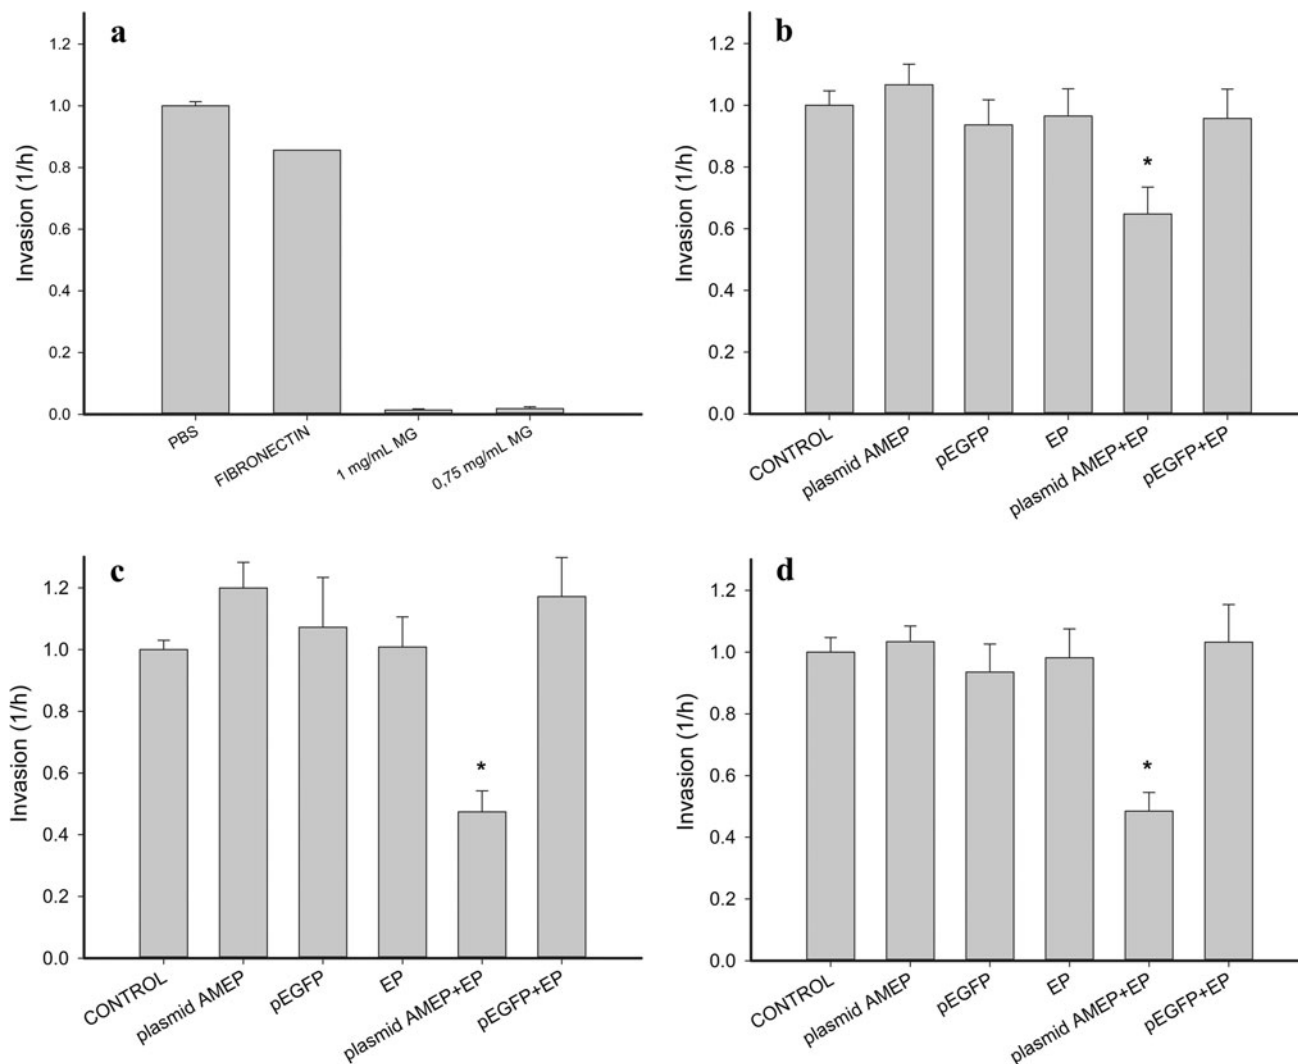 a
Invasion (1/h)
1.2
1.0
0.8
0.6
0.4
0.2
0.0
PBS
FIBRONECTIN
1 mg/mL MG
0,75 mg/mL MG
b
Invasion (1/h)
1.2
1.0
0.8
0.6
0.4
0.2
0.0
*
CONTROL
plasmid AMEP
pEGFP
EP
plasmid AMEP+EP
pEGFP+EP
c
Invasion (1/h)
1.2
1.0
0.8
0.6
0.4
0.2
0.0
*
CONTROL
plasmid AMEP
pEGFP
EP
plasmid AMEP+EP
pEGFP+EP
d
Invasion (1/h)
1.2
1.0
0.8
0.6
0.4
0.2
0.0
*
CONTROL
plasmid AMEP
pEGFP
EP
plasmid AMEP+EP
pEGFP+EP